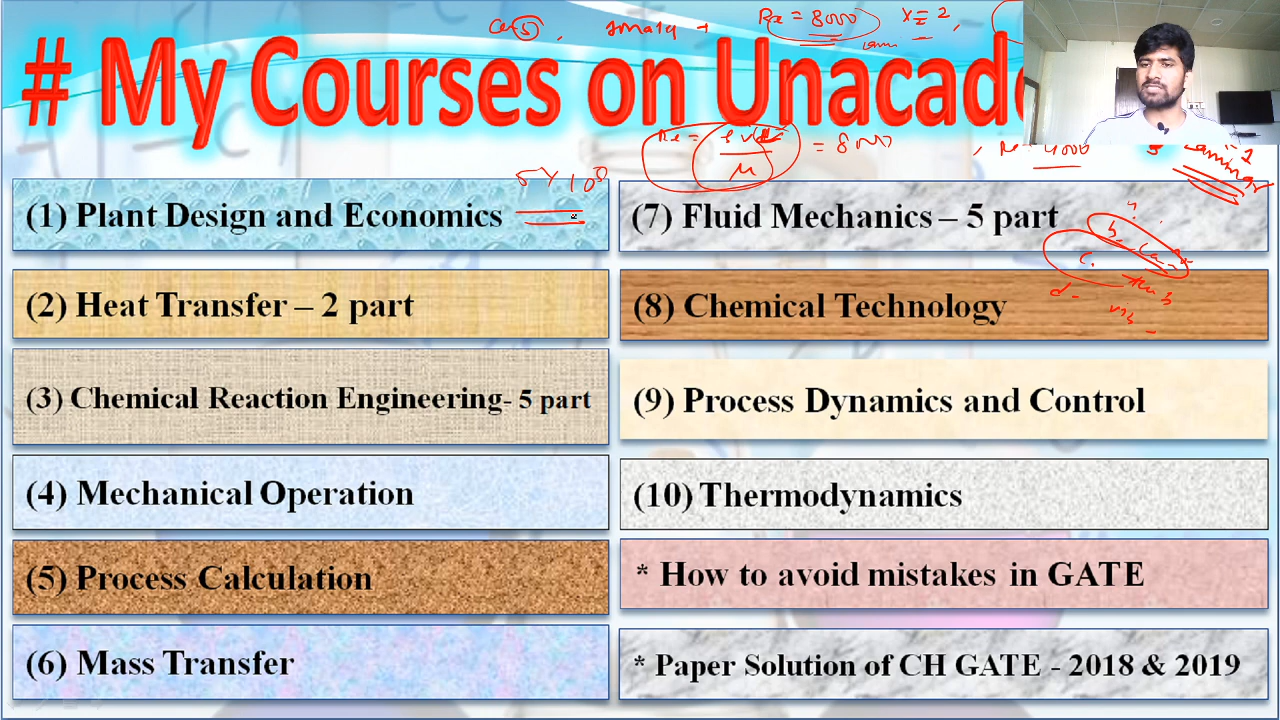 Re = 8000 x = 2,
# My Courses on Unacade
Re = = 8000
μ
(1) Plant Design and Economics
(2) Heat Transfer – 2 part
(3) Chemical Reaction Engineering- 5 part
(4) Mechanical Operation
(5) Process Calculation
(6) Mass Transfer
(7) Fluid Mechanics – 5 part
(8) Chemical Technology
(9) Process Dynamics and Control
(10) Thermodynamics
* How to avoid mistakes in GATE
* Paper Solution of CH GATE - 2018 & 2019